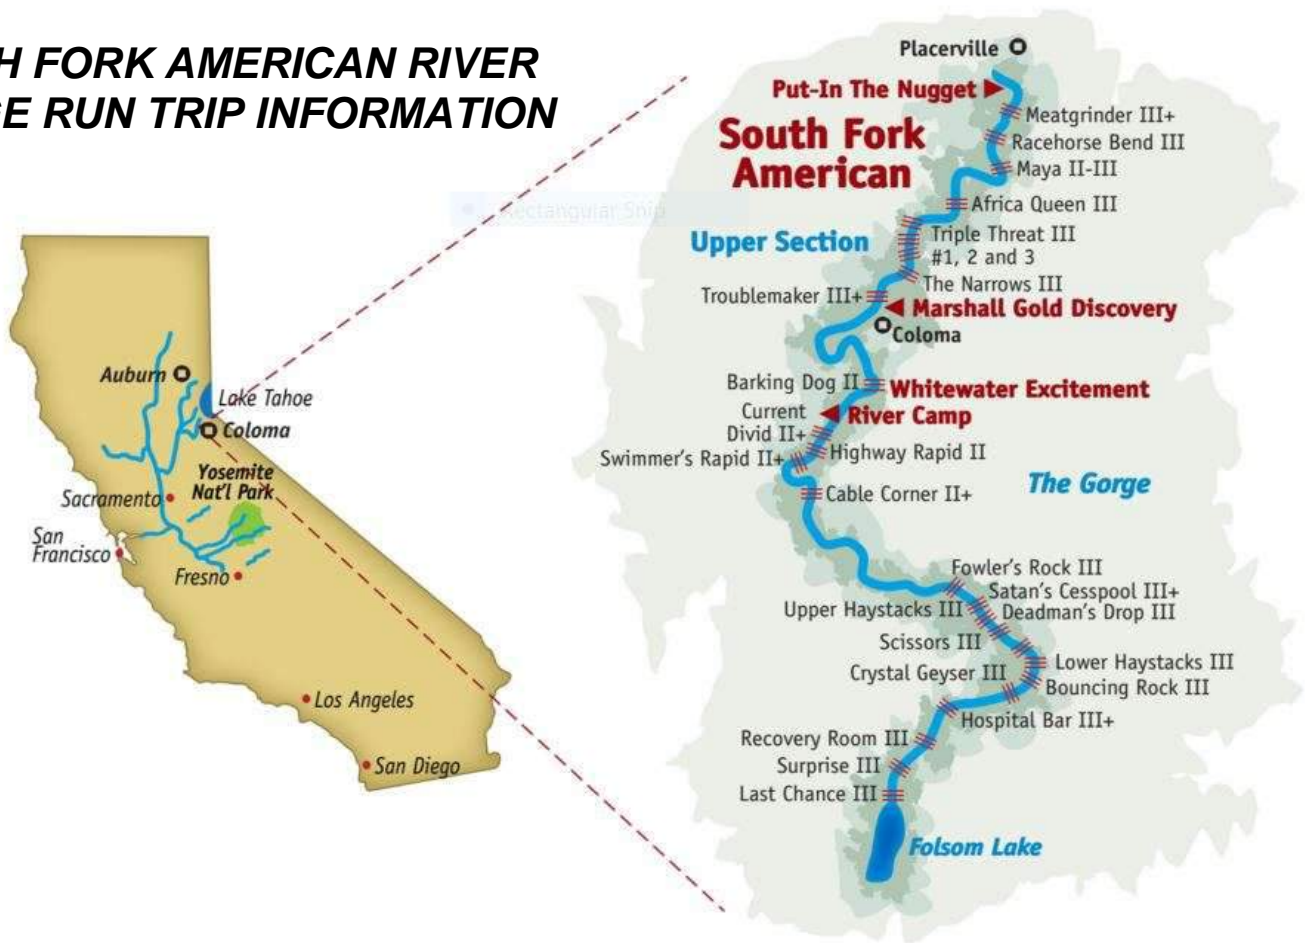 H FORK AMERICAN RIVER
GE RUN TRIP INFORMATION
Rectangular Snip
Auburn
Lake Tahoe
Coloma
Yosemite
Nat'l Park
Sacramento
San
Francisco
Fresno
Los Angeles
San Diego
Placerville
Put-In The Nugget
South Fork
American
Meatgrinder III+
Racehorse Bend III
Maya II-III
Africa Queen III
Upper Section
Triple Threat III
#1, 2 and 3
The Narrows III
Troublemaker III+
Marshall Gold Discovery
Coloma
Barking Dog II
Whitewater Excitement
River Camp
Current
Divid II+
Highway Rapid II
Swimmer's Rapid II+
The Gorge
Cable Corner II+
Fowler's Rock III
Satan's Cesspool III+
Upper Haystacks III
Deadman's Drop III
Scissors III
Lower Haystacks III
Crystal Geyser III
Bouncing Rock III
Hospital Bar III+
Recovery Room III
Surprise III
Last Chance III
Folsom Lake